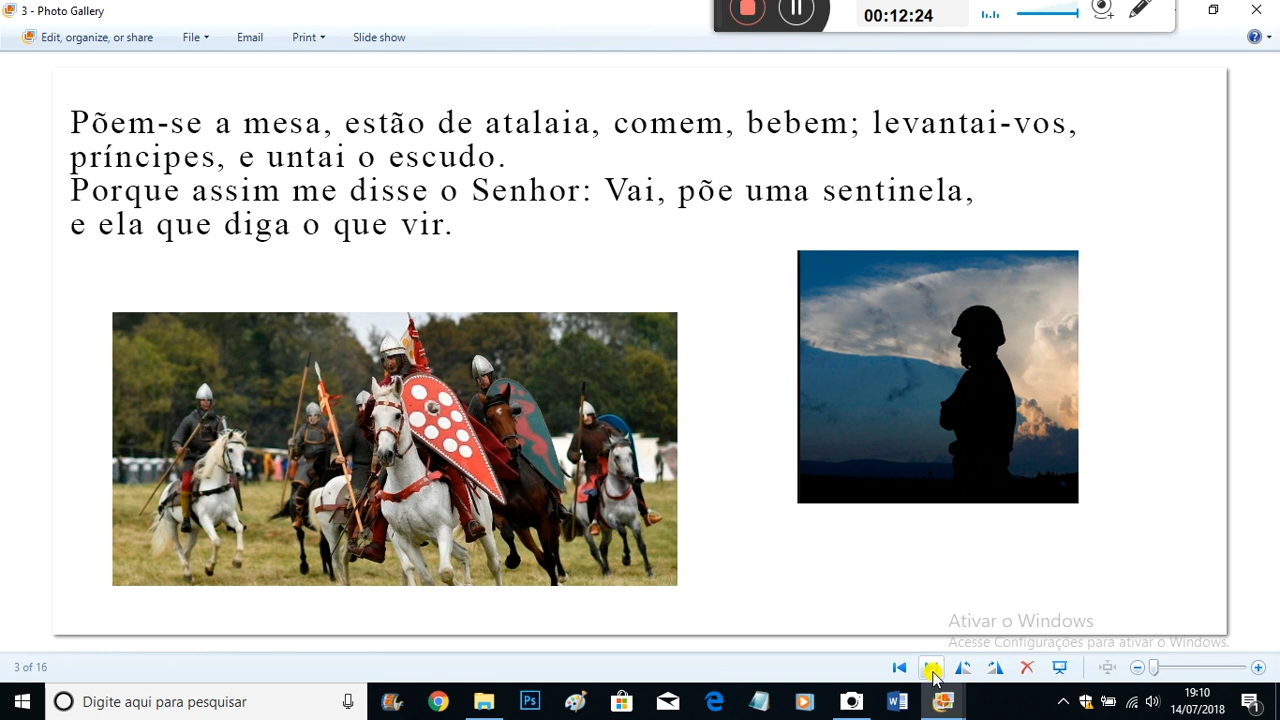 3 - Photo Gallery
00:12:24
Edit, organize, or share File Email Print Slide show
Põem-se a mesa, estão de atalaia, comem, bebem; levantai-vos,
príncipes, e untai o escudo.
Porque assim me disse o Senhor: Vai, põe uma sentinela,
e ela que diga o que vir.
Ativar o Windows
Acesse Configurações para ativar o Windows.
3 of 16
Digite aqui para pesquisar
Ps
19:10
14/07/2018
1